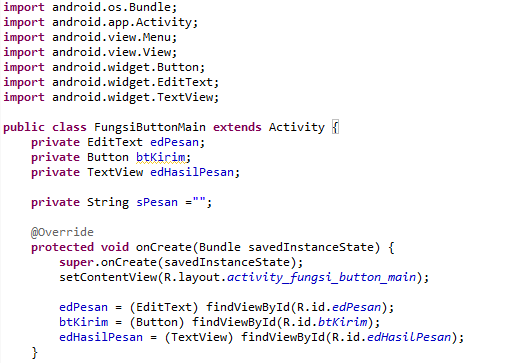 import android.os.Bundle;
import android.app.Activity;
import android.view.Menu;
import android.view.View;
import android.widget.Button;
import android.widget.EditText;
import android.widget.TextView;

public class FungsiButtonMain extends Activity {
    private EditText edPesan;
    private Button btKirim;
    private TextView edHasilPesan;

    private String sPesan ="";

    @Override
    protected void onCreate(Bundle savedInstanceState) {
        super.onCreate(savedInstanceState);
        setContentView(R.layout.activity_fungsi_button_main);

        edPesan = (EditText) findViewById(R.id.edPesan);
        btKirim = (Button) findViewById(R.id.btKirim);
        edHasilPesan = (TextView) findViewById(R.id.edHasilPesan);
    }